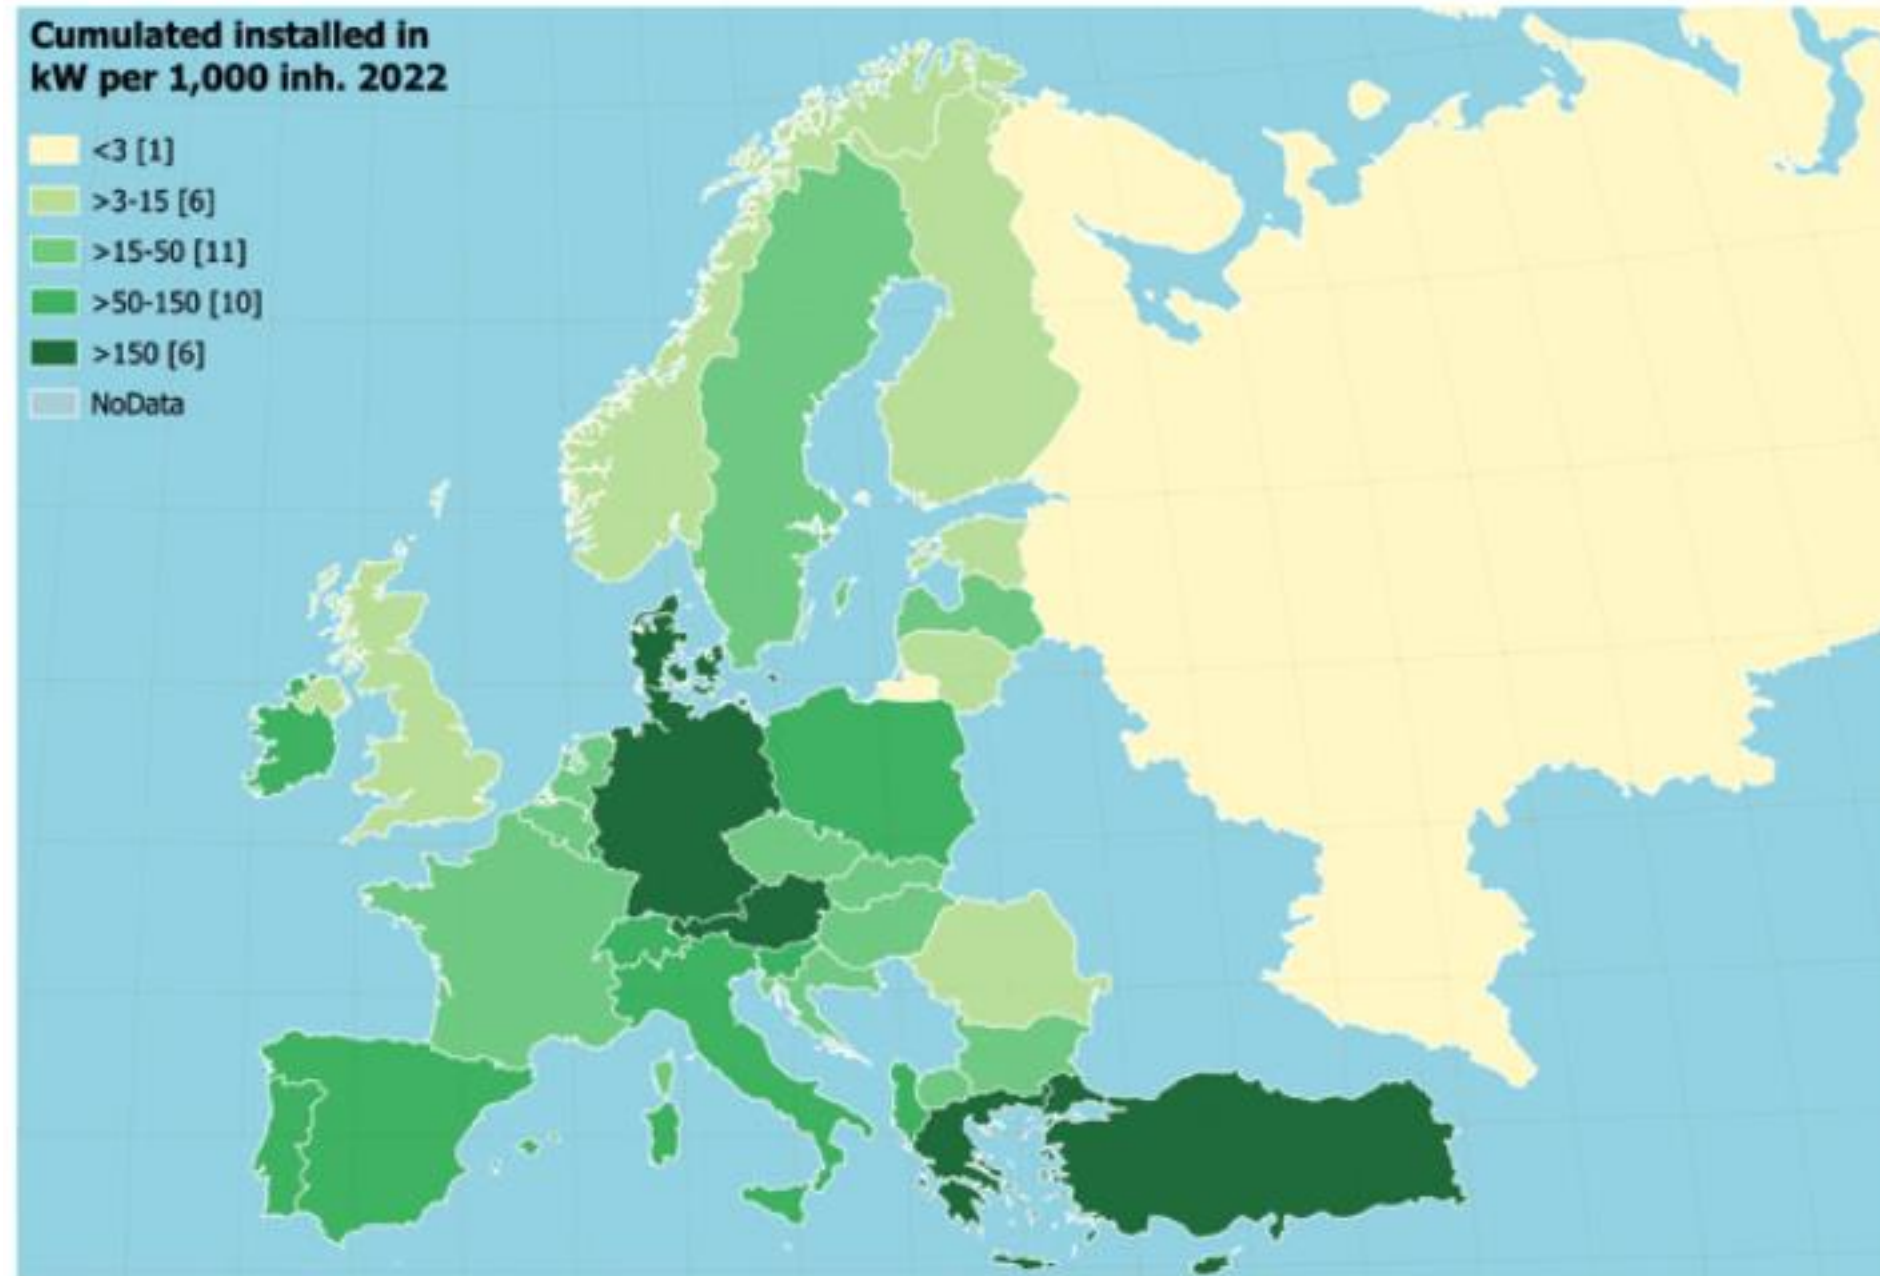 Cumulated installed in
kW per 1,000 inh. 2022
<3 [1]
>3-15 [6]
>15-50 [11]
>50-150 [10]
>150 [6]
NoData